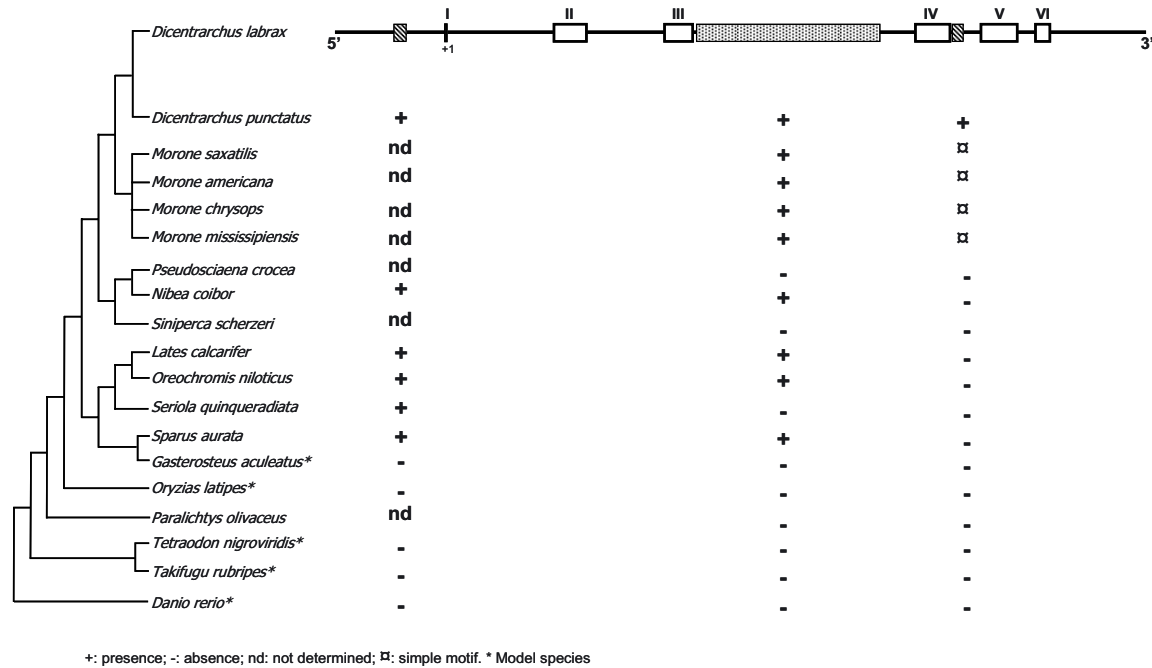 I II III IV V VI
Dicentrarchus labrax 5' +1 3'
Dicentrarchus punctatus + + +
Morone saxatilis nd + ¤
Morone americana nd + ¤
Morone chrysops nd + ¤
Morone mississipiensis nd + ¤
Pseudosciaena crocea nd - -
Nibea coibor + + -
Siniperca scherzeri nd - -
Lates calcarifer + + -
Oreochromis niloticus + + -
Seriola quinqueradiata + - -
Sparus aurata + + -
Gasterosteus aculeatus* - - -
Oryzias latipes* - - -
Paralichtys olivaceus nd - -
Tetraodon nigroviridis* - - -
Takifugu rubripes* - - -
Danio rerio* - - -
+: presence; -: absence; nd: not determined; ¤: simple motif. * Model species